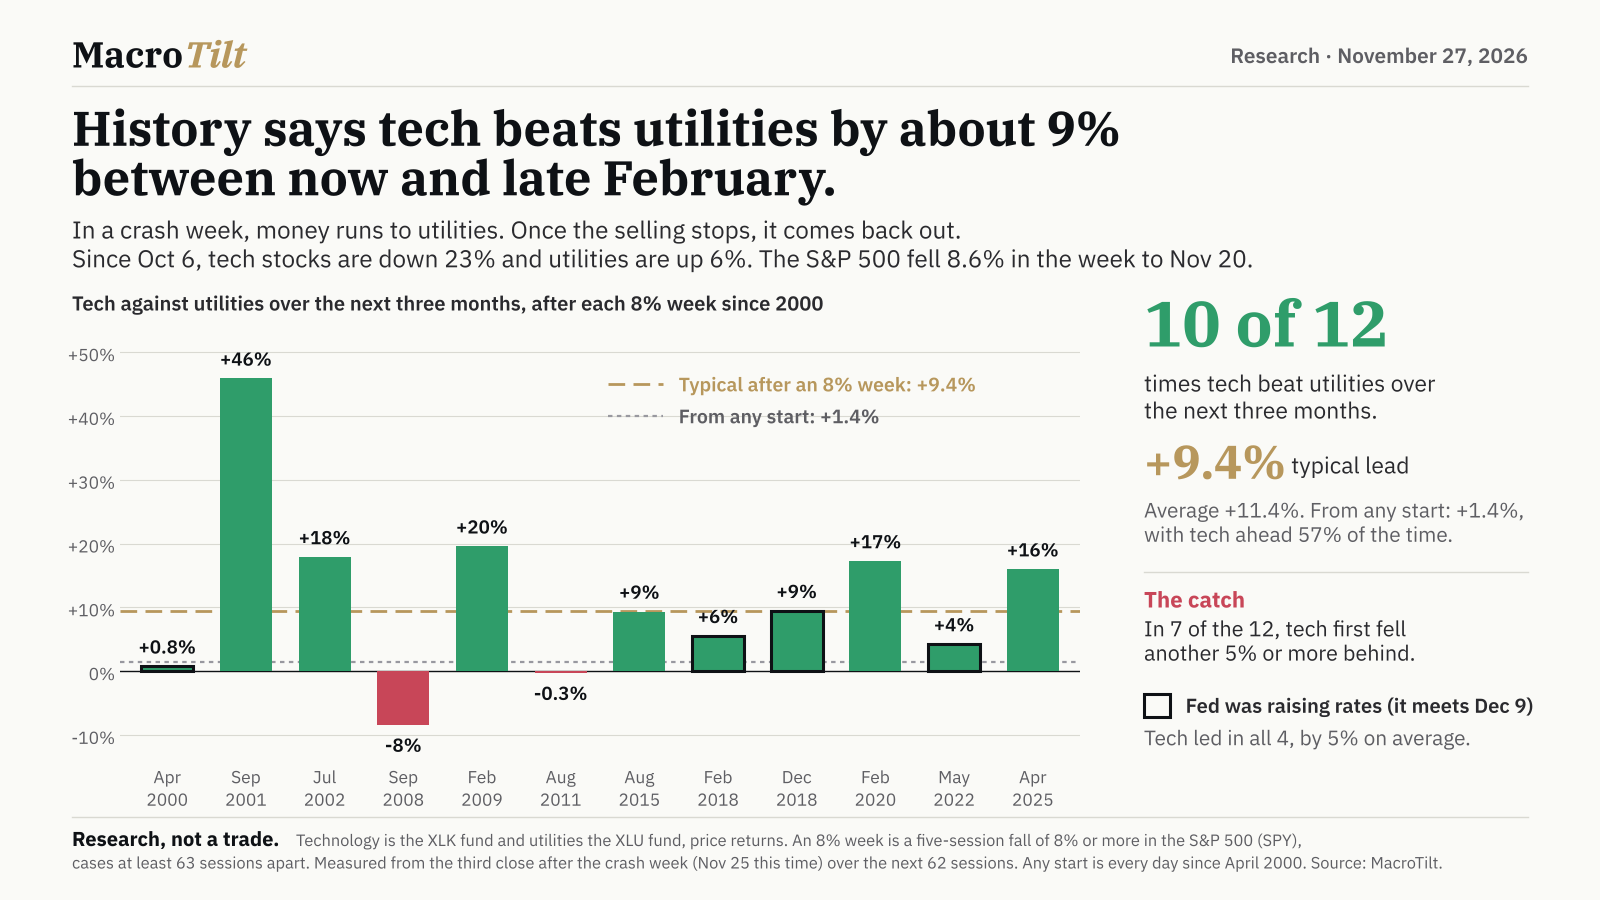 MacroTilt
Research · November 27, 2026
History says tech beats utilities by about 9%
between now and late February.
In a crash week, money runs to utilities. Once the selling stops, it comes back out.
Since Oct 6, tech stocks are down 23% and utilities are up 6%. The S&P 500 fell 8.6% in the week to Nov 20.
Tech against utilities over the next three months, after each 8% week since 2000
+50%
+40%
+30%
+20%
+10%
0%
-10%
Typical after an 8% week: +9.4%
From any start: +1.4%
+0.8%
+46%
+18%
-8%
+20%
-0.3%
+9%
+6%
+9%
+17%
+4%
+16%
Apr 2000
Sep 2001
Jul 2002
Sep 2008
Feb 2009
Aug 2011
Aug 2015
Feb 2018
Dec 2018
Feb 2020
May 2022
Apr 2025
10 of 12
times tech beat utilities over
the next three months.
+9.4% typical lead
Average +11.4%. From any start: +1.4%,
with tech ahead 57% of the time.
The catch
In 7 of the 12, tech first fell
another 5% or more behind.
Fed was raising rates (it meets Dec 9)
Tech led in all 4, by 5% on average.
Research, not a trade. Technology is the XLK fund and utilities the XLU fund, price returns. An 8% week is a five-session fall of 8% or more in the S&P 500 (SPY),
cases at least 63 sessions apart. Measured from the third close after the crash week (Nov 25 this time) over the next 62 sessions. Any start is every day since April 2000. Source: MacroTilt.